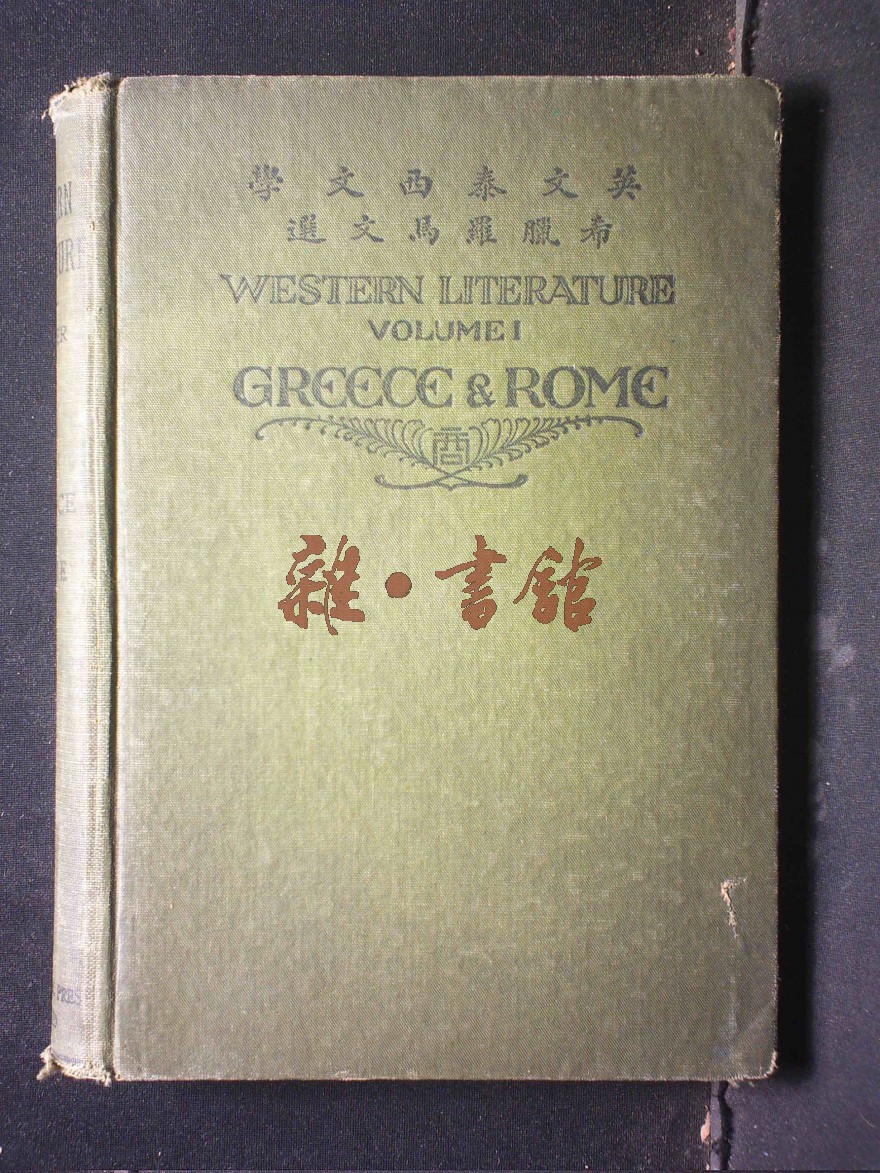 英文泰西文學
希臘羅馬文選
WESTERN LITERATURE
VOLUME I
GREECE & ROME
商
雜·書館